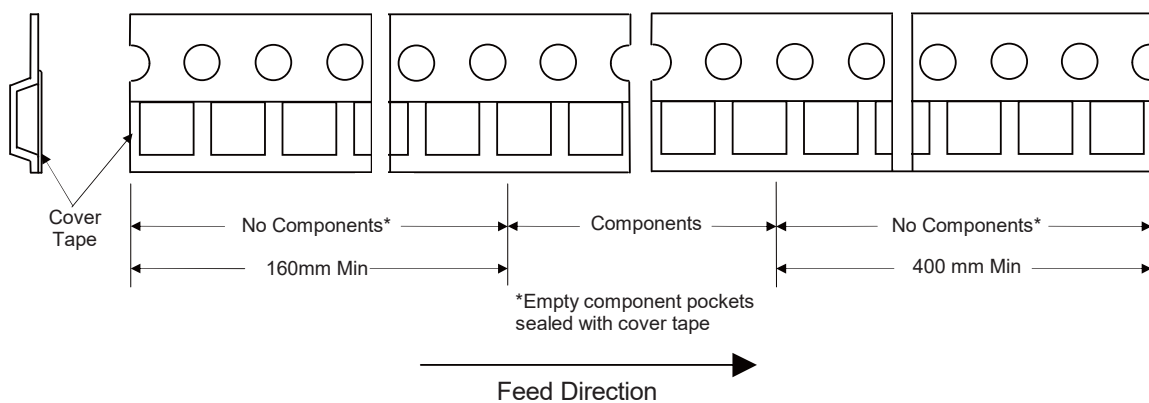 Cover
Tape
No Components*
Components
No Components*
160mm Min
400 mm Min
*Empty component pockets
sealed with cover tape
Feed Direction